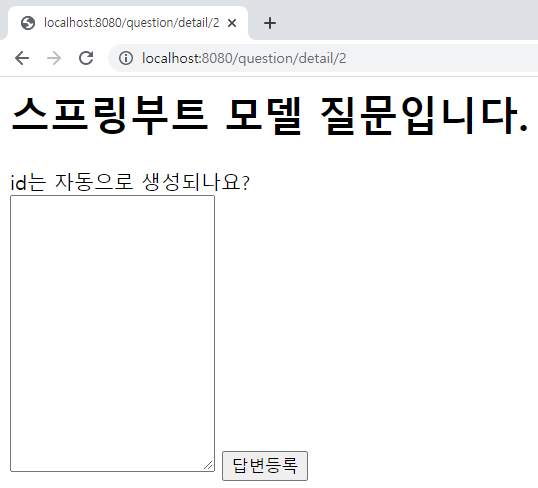 localhost:8080/question/detail/2
localhost:8080/question/detail/2
스프링부트 모델 질문입니다.
id는 자동으로 생성되나요?
답변등록